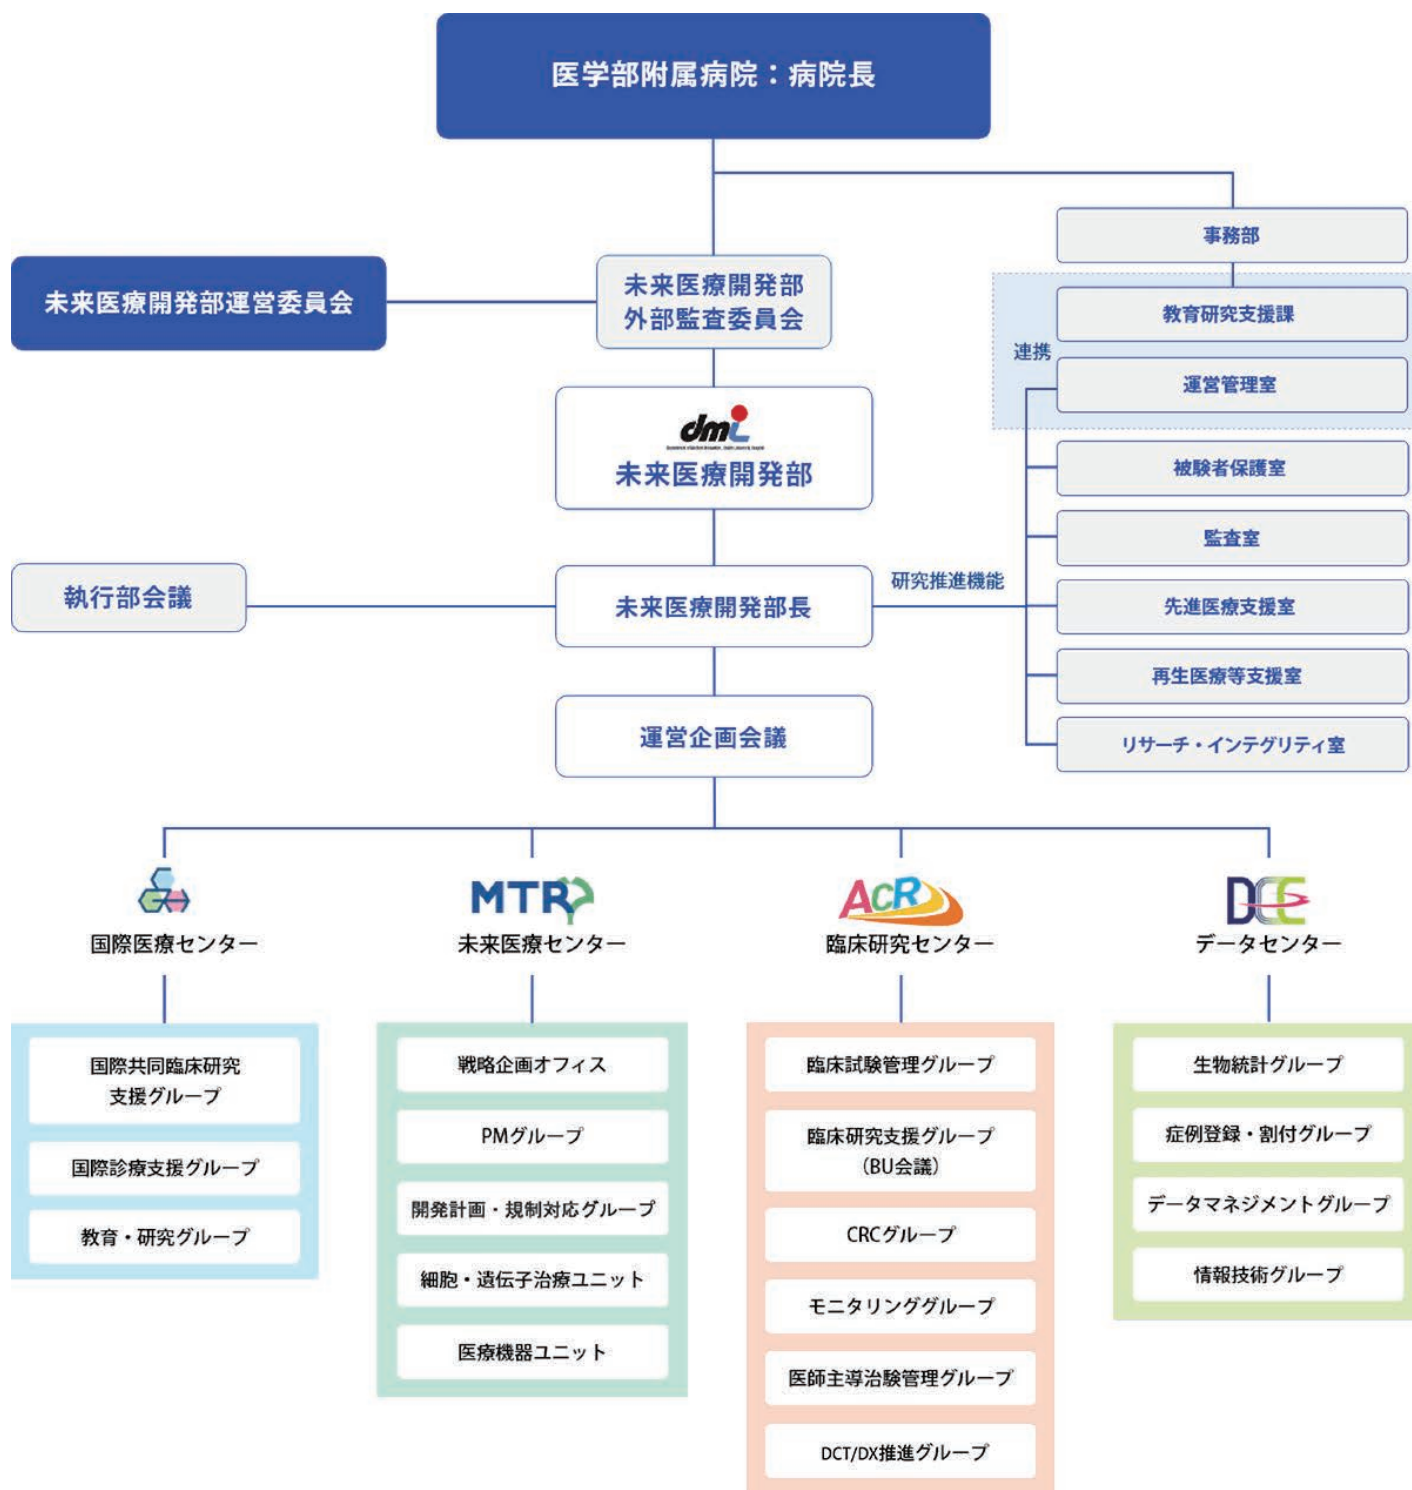 医学部附属病院：病院長
事務部
未来医療開発部運営委員会
未来医療開発部
外部監査委員会
教育研究支援課
連携
運営管理室
dmi
未来医療開発部
被験者保護室
監査室
執行部会議
未来医療開発部長
研究推進機能
先進医療支援室
再生医療等支援室
運営企画会議
リサーチ・インテグリティ室
国際医療センター
国際共同臨床研究
支援グループ
国際診療支援グループ
教育・研究グループ
MTR
未来医療センター
戦略企画オフィス
PMグループ
開発計画・規制対応グループ
細胞・遺伝子治療ユニット
医療機器ユニット
ACR
臨床研究センター
臨床試験管理グループ
臨床研究支援グループ
（BU会議）
CRCグループ
モニタリンググループ
医師主導治験管理グループ
DCT/DX推進グループ
DCC
データセンター
生物統計グループ
症例登録・割付グループ
データマネジメントグループ
情報技術グループ